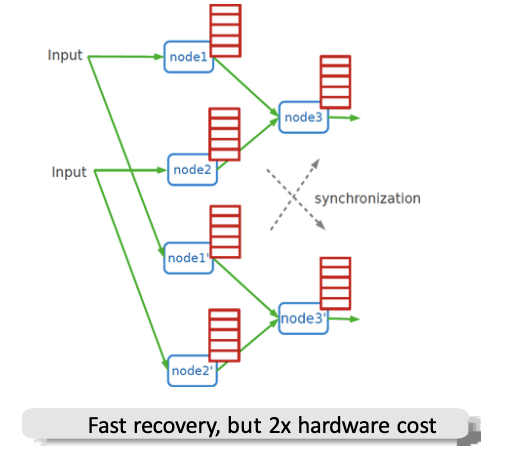 Input
node1
node3
node2
Input
synchronization
node1'
node3'
node2'
Fast recovery, but 2x hardware cost